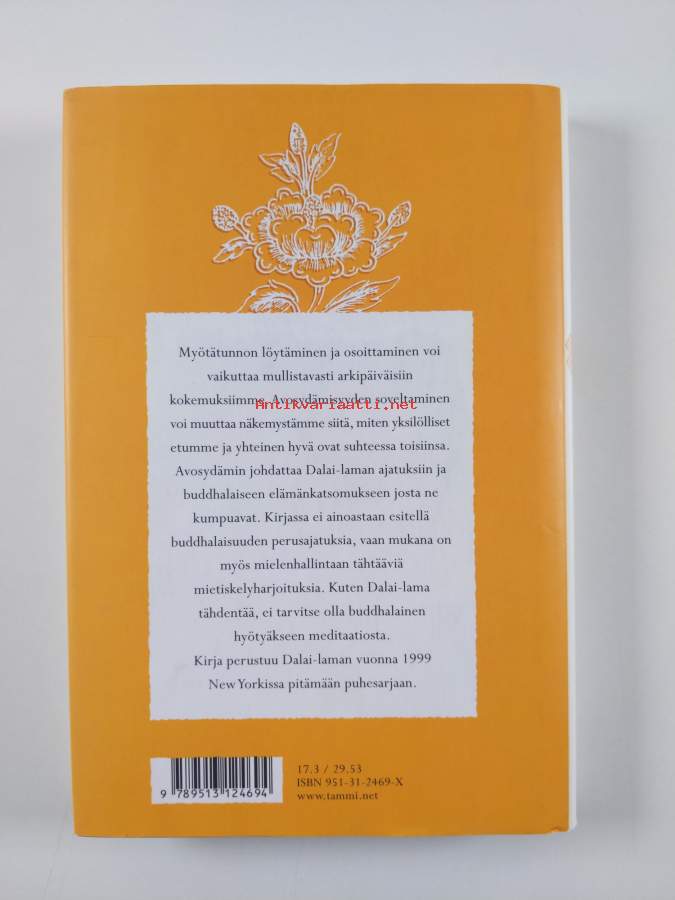 Myötätunnon löytäminen ja osoittaminen voi
vaikuttaa mullistavasti arkipäiväisiin
kokemuksiimme. Avosydämisyyden soveltaminen
Antikvariaatti.net
voi muuttaa näkemystämme siitä, miten yksilölliset
etumme ja yhteinen hyvä ovat suhteessa toisiinsa.
Avosydämin johdattaa Dalai-laman ajatuksiin ja
buddhalaiseen elämänkatsomukseen josta ne
kumpuavat. Kirjassa ei ainoastaan esitellä
buddhalaisuuden perusajatuksia, vaan mukana on
myös mielenhallintaan tähtääviä
mietiskelyharjoituksia. Kuten Dalai-lama
tähdentää, ei tarvitse olla buddhalainen
hyötyäkseen meditaatiosta.
Kirja perustuu Dalai-laman vuonna 1999
New Yorkissa pitämään puhesarjaan.
17.3 / 29.53
ISBN 951-31-2469-X
www.tammi.net
9 789513 124694